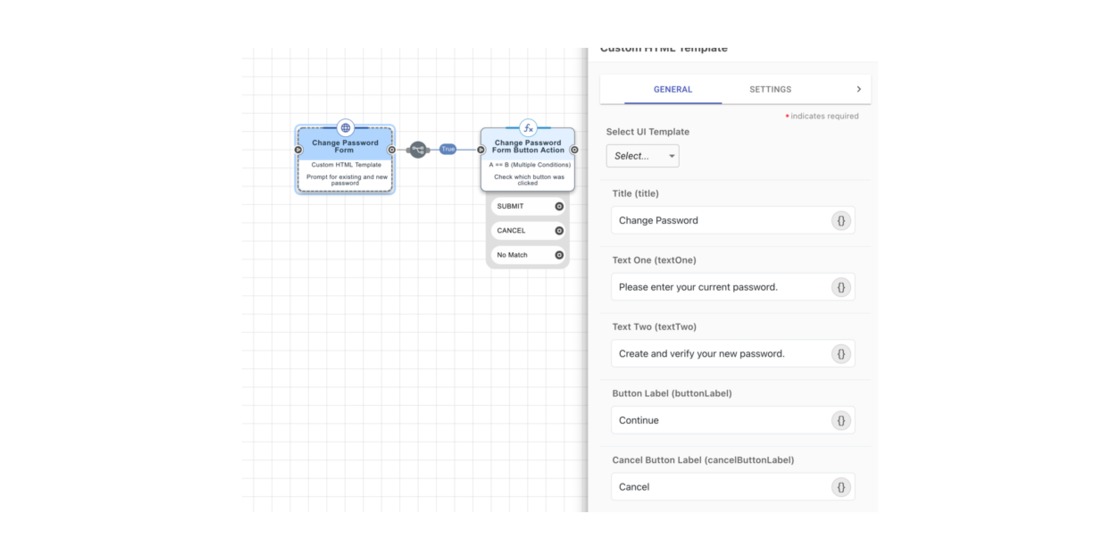 Custom HTML Template
GENERAL
SETTINGS
• indicates required
Select UI Template
Select...
Title (title)
Change Password
{}
Text One (textOne)
Please enter your current password.
{}
Text Two (textTwo)
Create and verify your new password.
{}
Button Label (buttonLabel)
Continue
{}
Cancel Button Label (cancelButtonLabel)
Cancel
{}
Change Password
Form
Custom HTML Template
Prompt for existing and new
password
True
fx
Change Password
Form Button Action
A == B (Multiple Conditions)
Check which button was
clicked
SUBMIT
CANCEL
No Match